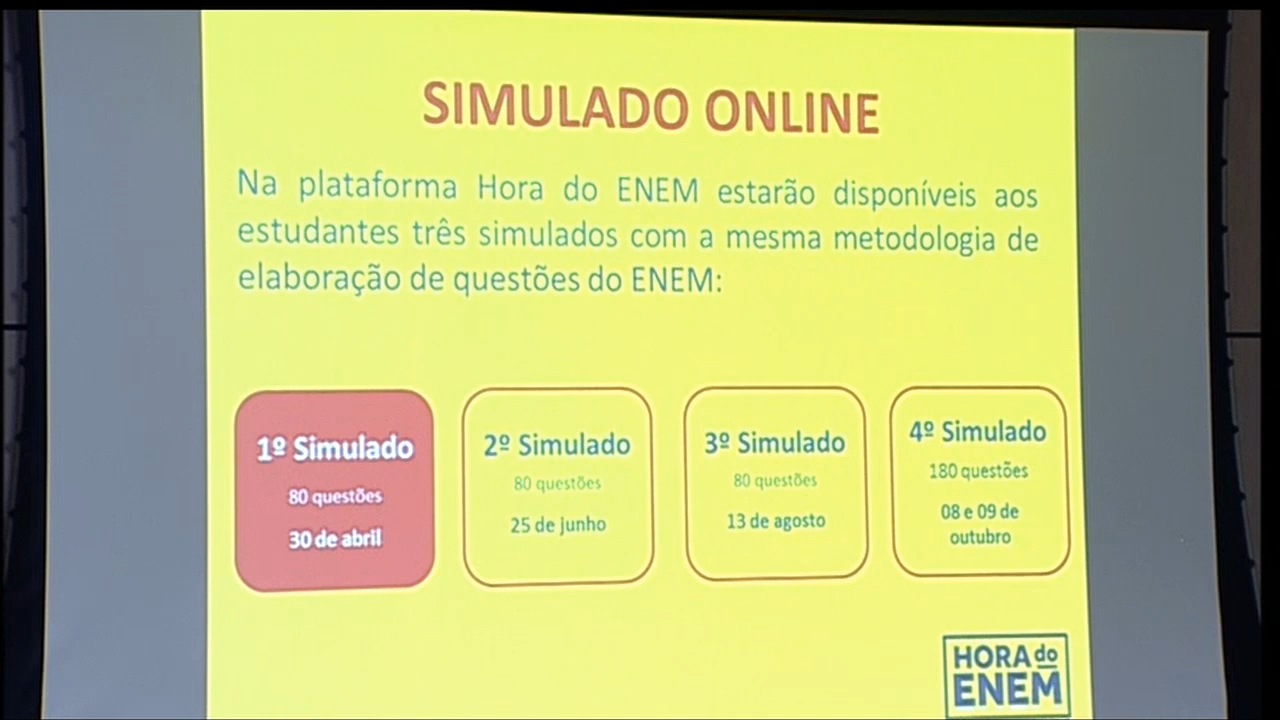 SIMULADO ONLINE
Na plataforma Hora do ENEM estarão disponíveis aos
estudantes três simulados com a mesma metodologia de
elaboração de questões do ENEM:
1º Simulado
80 questões
30 de abril
2º Simulado
80 questões
25 de junho
3º Simulado
80 questões
13 de agosto
4º Simulado
180 questões
08 e 09 de
outubro
HORA do
ENEM